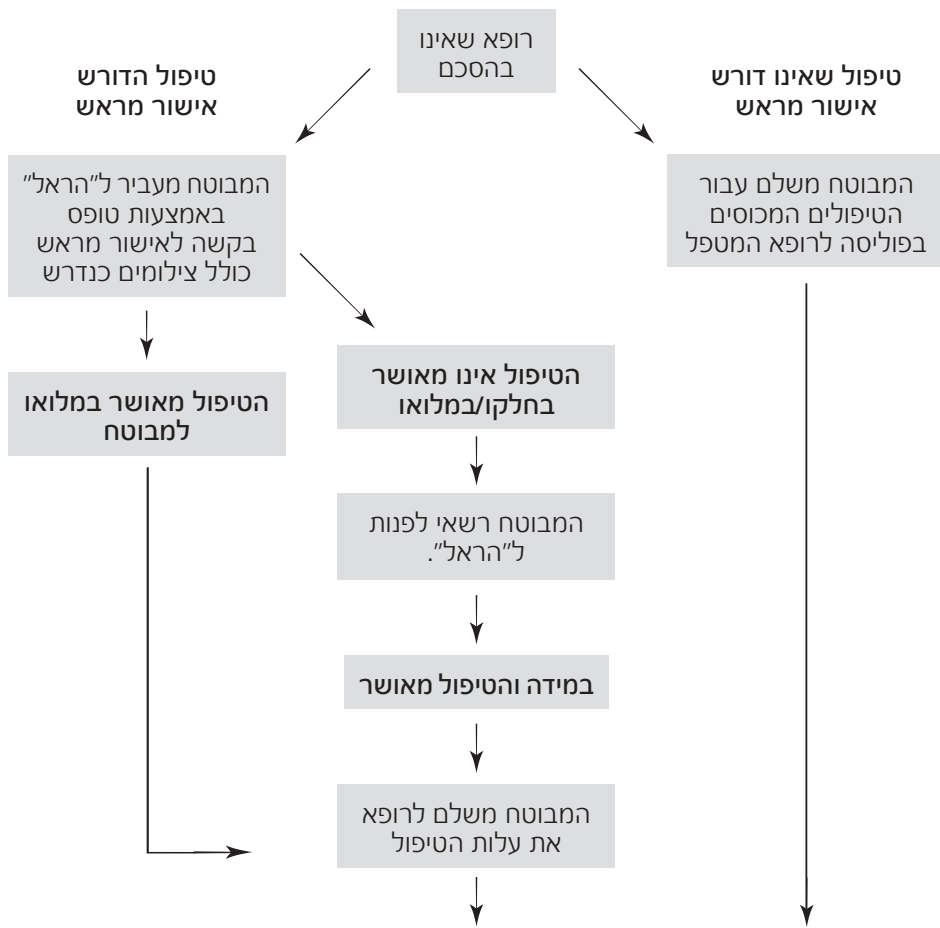 רופא שאינו
בהסכם
טיפול שאינו דורש
אישור מראש
המבוטח משלם עבור
הטיפולים המכוסים
בפוליסה לרופא המטפל
טיפול הדורש
אישור מראש
המבוטח מעביר ל"הראל"
באמצעות טופס
בקשה לאישור מראש
כולל צילומים כנדרש
הטיפול מאושר במלואו
למבוטח
הטיפול אינו מאושר
בחלקו/במלואו
המבוטח רשאי לפנות
ל"הראל".
במידה והטיפול מאושר
המבוטח משלם לרופא
את עלות הטיפול